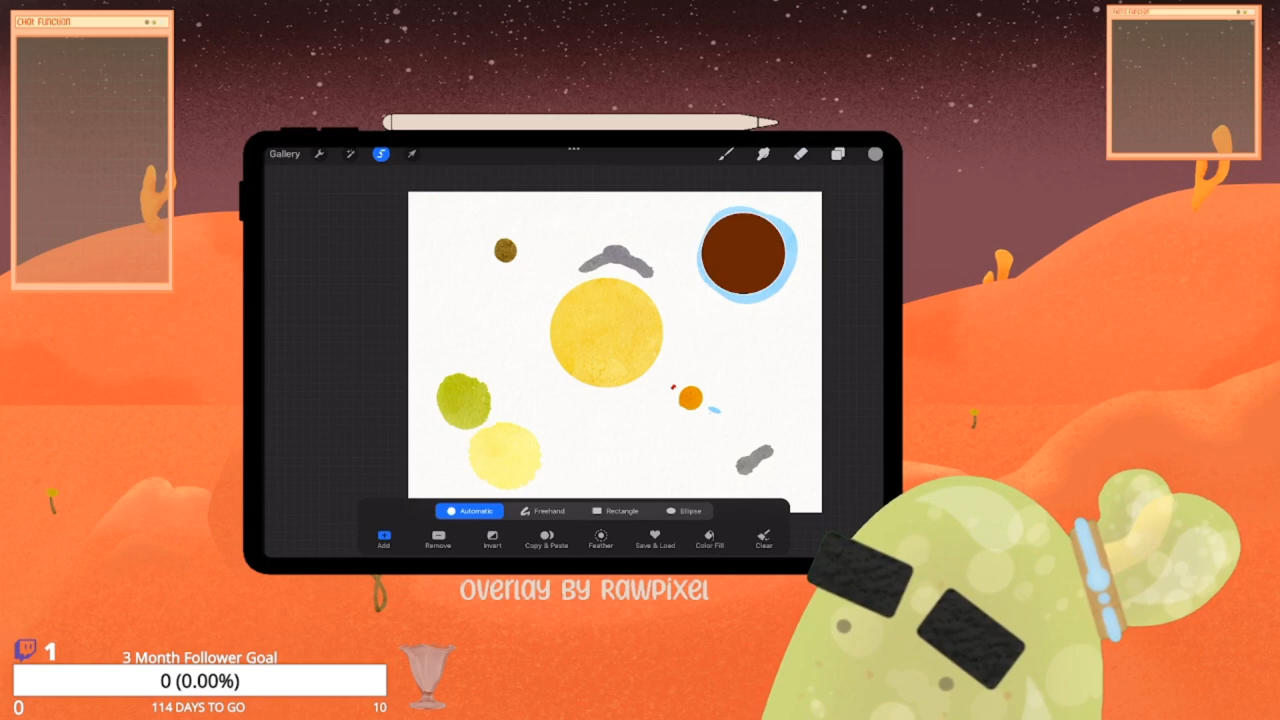 Chat Function
Gallery
Automatic
Freehand
Rectangle
Ellipse
Add
Remove
Invert
Copy & Paste
Feather
Save & Load
Color Fill
Clear
Overlay by Rawpixel
1
3 Month Follower Goal
0 (0.00%)
0
114 DAYS TO GO
10